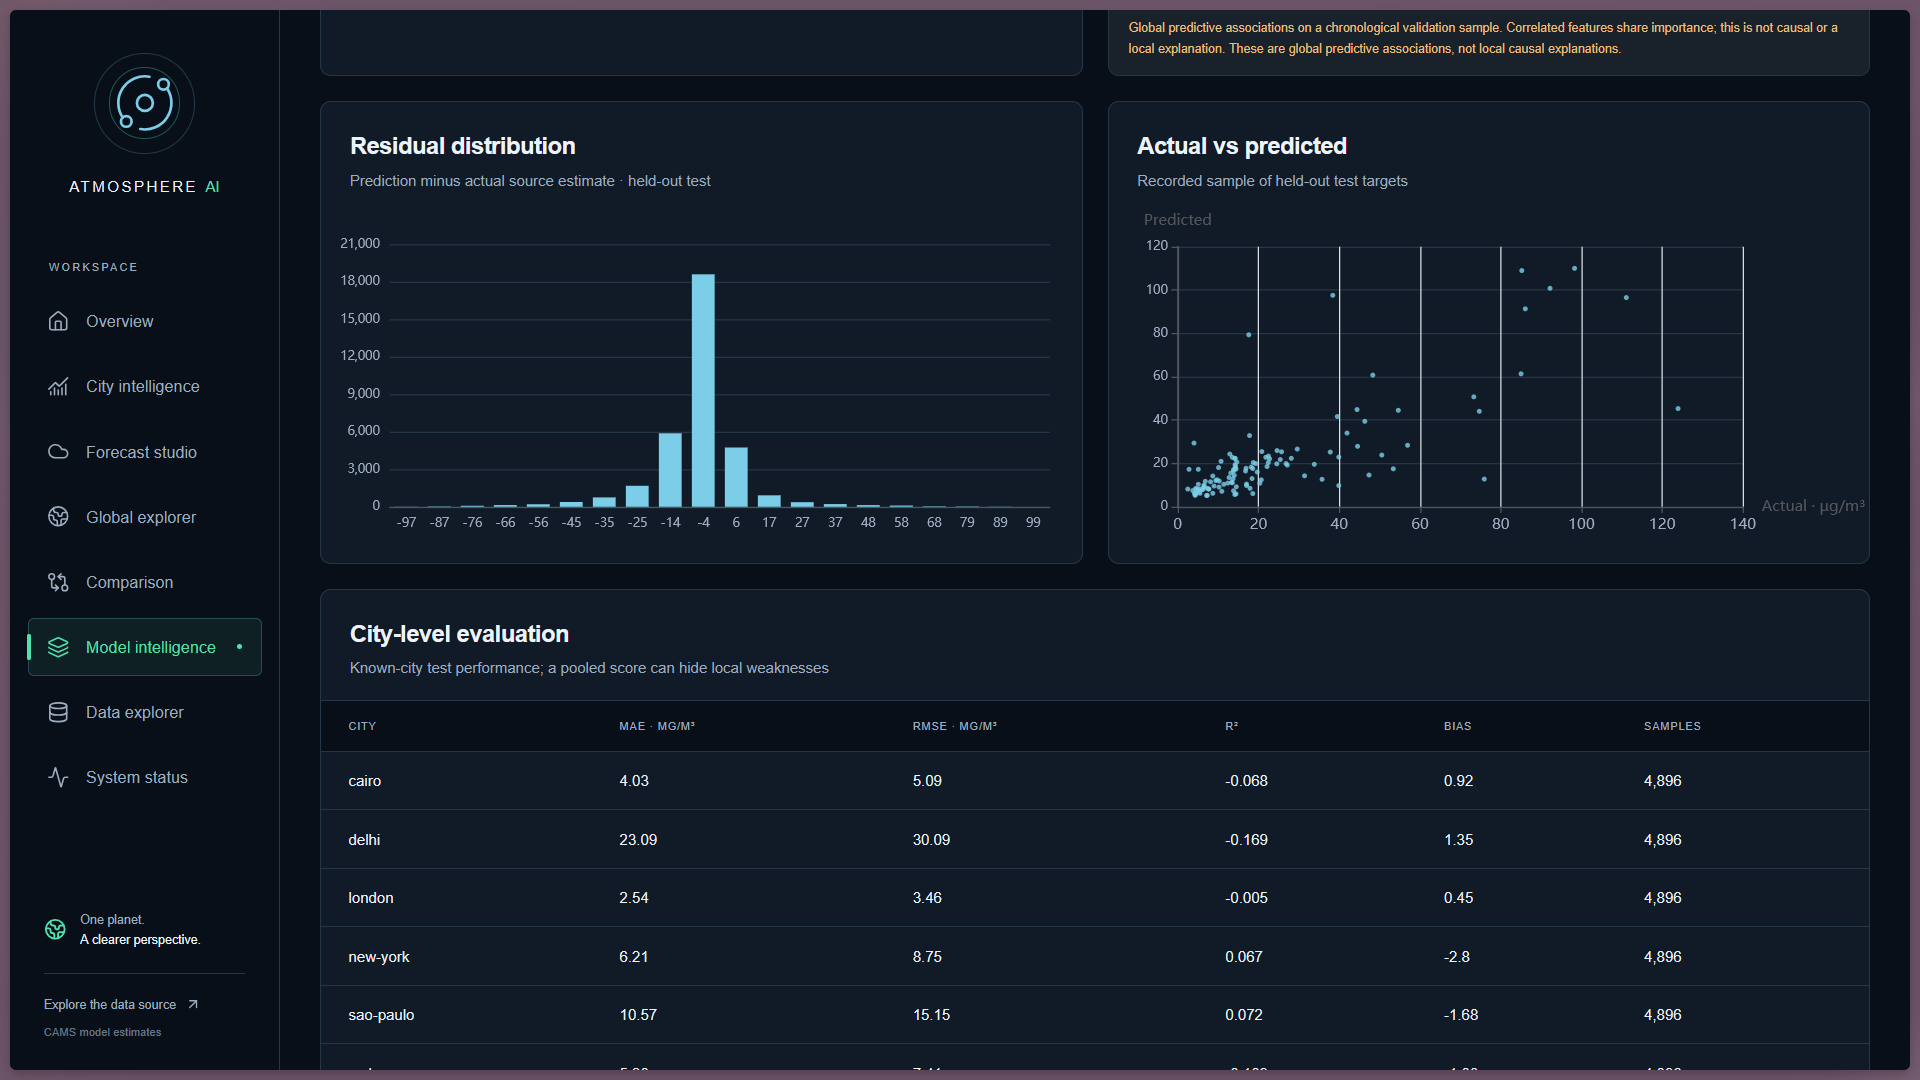 ATMOSPHERE AI
WORKSPACE
Overview
City intelligence
Forecast studio
Global explorer
Comparison
Model intelligence
Data explorer
System status
One planet.
A clearer perspective.
Explore the data source
CAMS model estimates
Global predictive associations on a chronological validation sample. Correlated features share importance; this is not causal or a
local explanation. These are global predictive associations, not local causal explanations.
Residual distribution
Prediction minus actual source estimate · held-out test
21,000
18,000
15,000
12,000
9,000
6,000
3,000
0
-97 -87 -76 -66 -56 -45 -35 -25 -14 -4 6 17 27 37 48 58 68 79 89 99
Actual vs predicted
Recorded sample of held-out test targets
Predicted
120
100
80
60
40
20
0
Actual · µg/m³
0 20 40 60 80 100 120 140
City-level evaluation
Known-city test performance; a pooled score can hide local weaknesses
CITY MAE · ΜG/M³ RMSE · ΜG/M³ R² BIAS SAMPLES
cairo 4.03 5.09 -0.068 0.92 4,896
delhi 23.09 30.09 -0.169 1.35 4,896
london 2.54 3.46 -0.005 0.45 4,896
new-york 6.21 8.75 0.067 -2.8 4,896
sao-paulo 10.57 15.15 0.072 -1.68 4,896